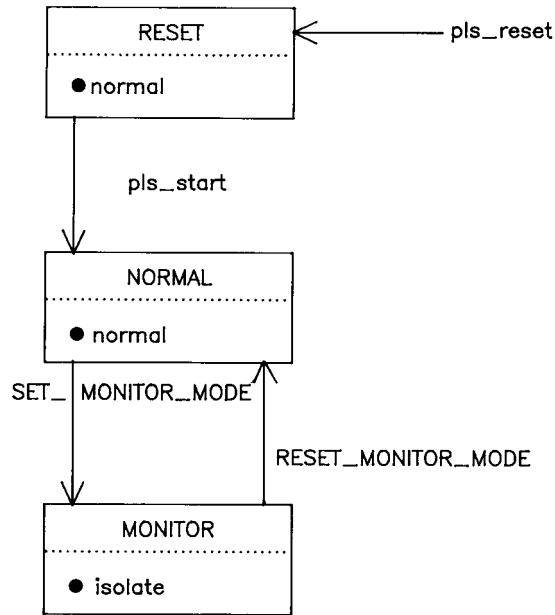 RESET
pls_reset
● normal
pls_start
NORMAL
● normal
SET_ MONITOR_MODE
RESET_MONITOR_MODE
MONITOR
● isolate